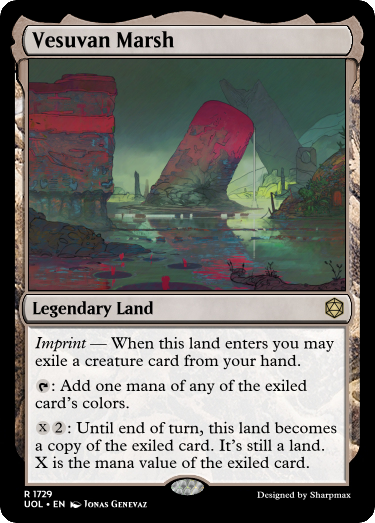 Vesuvan Marsh
Legendary Land
Imprint — When this land enters you may
exile a creature card from your hand.
: Add one mana of any of the exiled
card's colors.
X 2: Until end of turn, this land becomes
a copy of the exiled card. It's still a land.
X is the mana value of the exiled card.
R 1729
UOL • EN Jonas Genevaz
Designed by Sharpmax